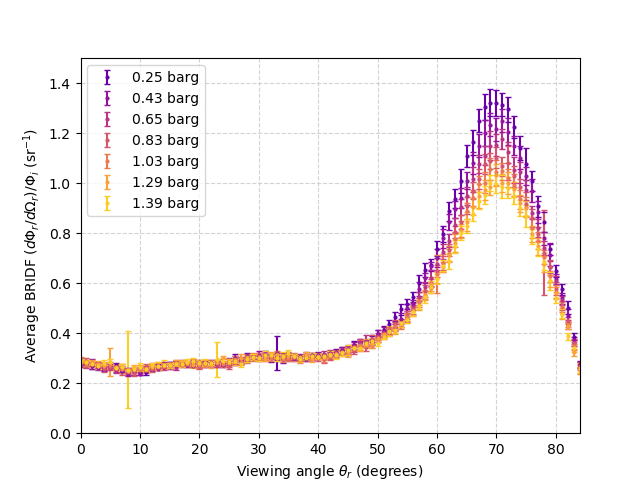 1.4
1.2
1.0
0.8
0.6
0.4
0.2
0.0
Average BRIDF (dΦr/dΩr)/Φi (sr⁻¹)
0.25 barg
0.43 barg
0.65 barg
0.83 barg
1.03 barg
1.29 barg
1.39 barg
0 10 20 30 40 50 60 70 80
Viewing angle θr (degrees)